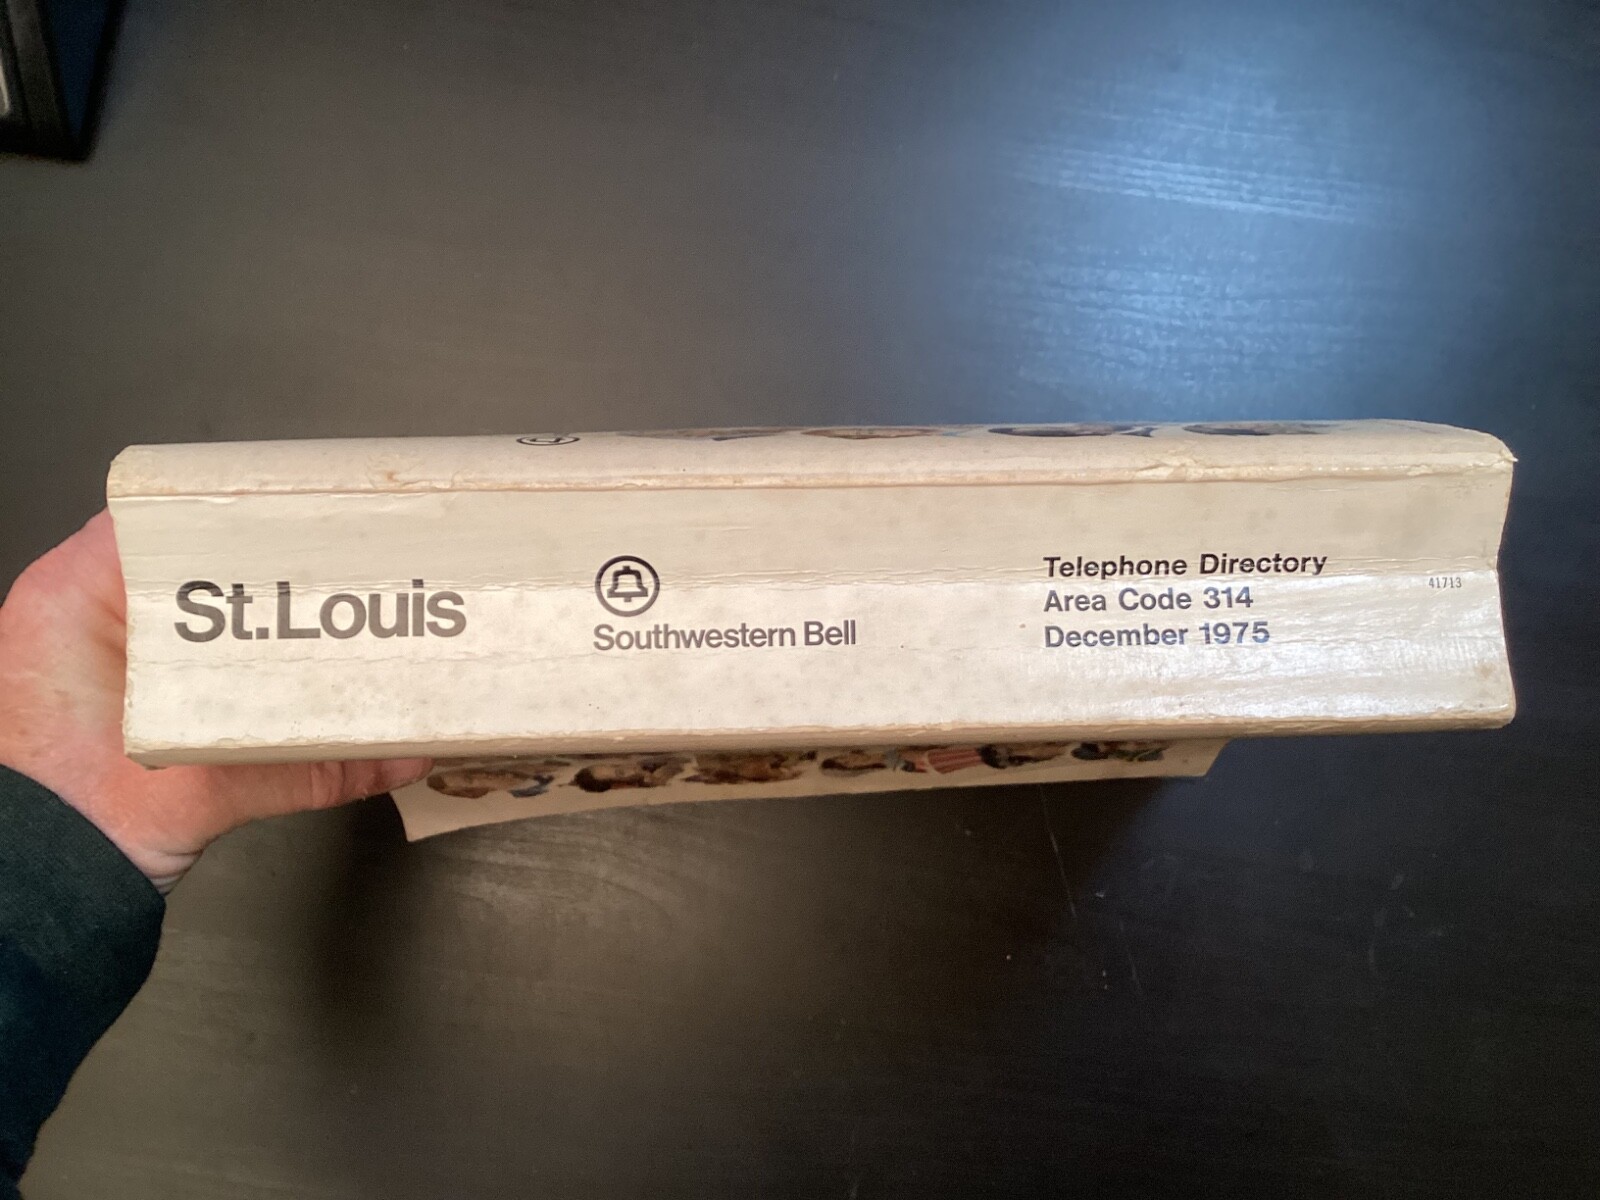 St.Louis
Southwestern Bell
Telephone Directory
Area Code 314
December 1975
41713